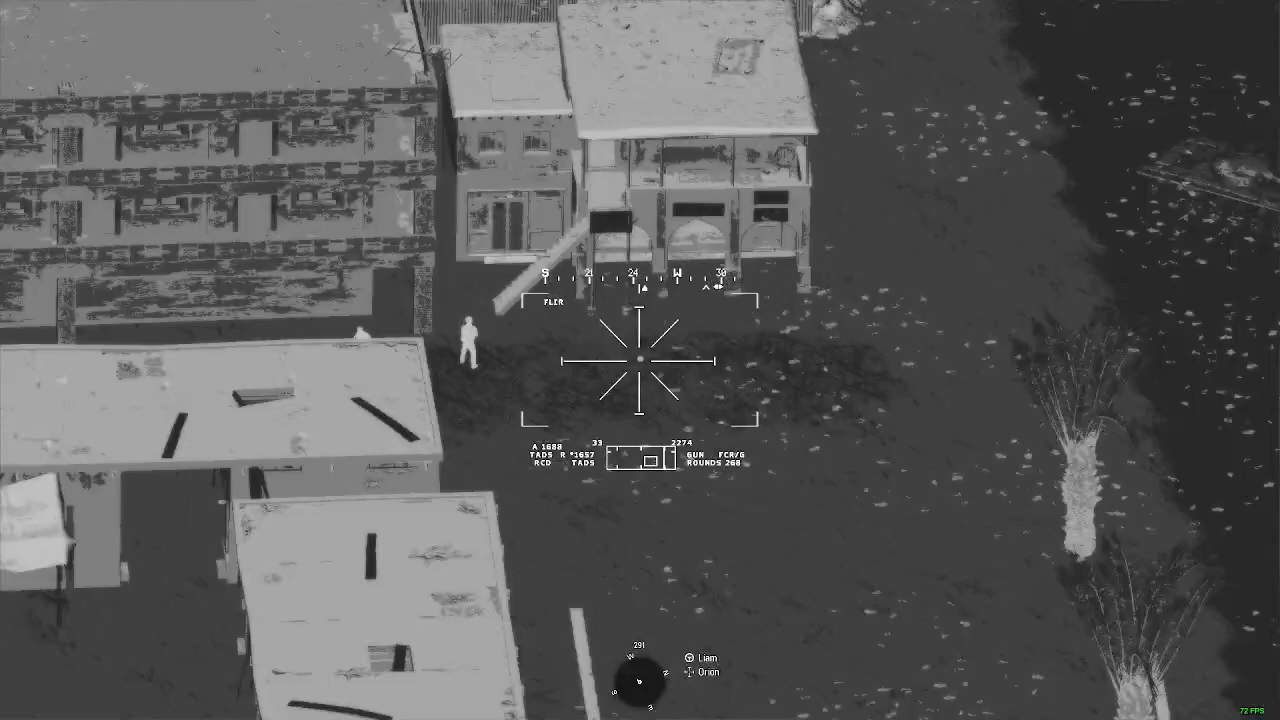 S 21 24 W 30
FLIR
A 1688 33 2274
TADS R *1657 GUN FCR/G
RCD TADS ROUNDS 268
291
W
N
S
Liam
Orion
72 FPS